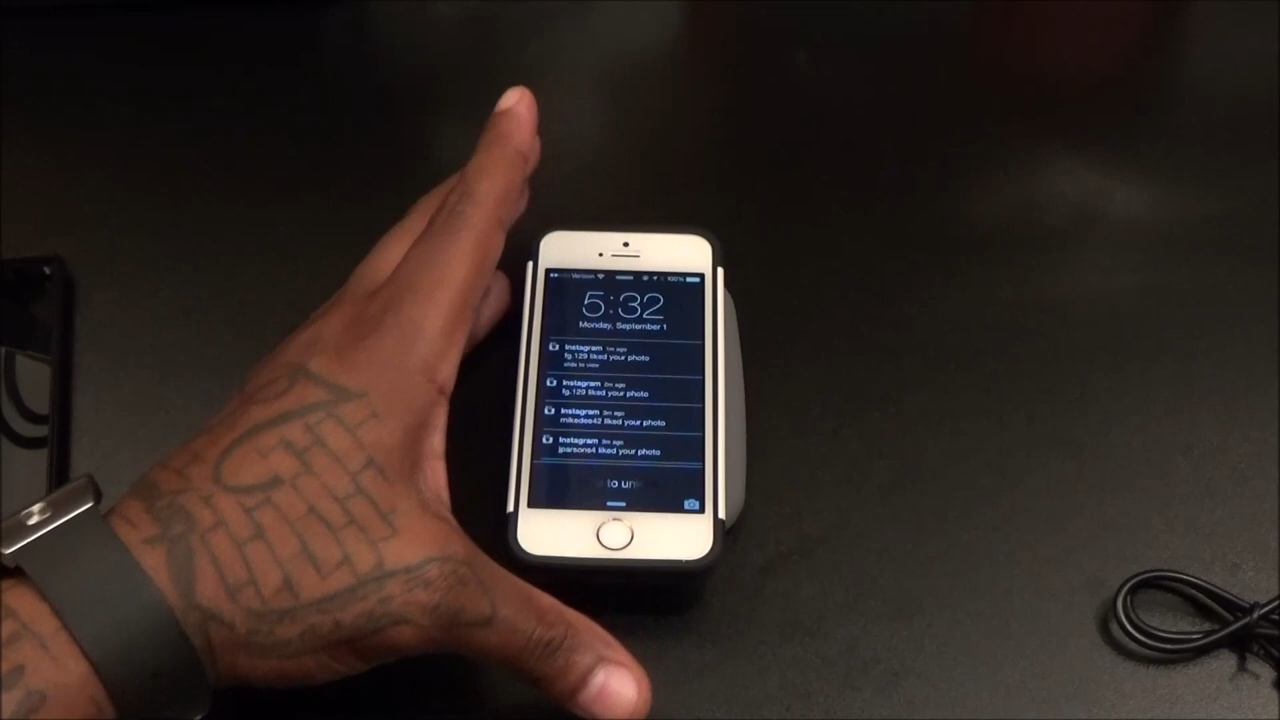 Verizon 100%
5:32
Monday, September 1
Instagram 1m ago
fg.129 liked your photo
slide to view
Instagram 2m ago
fg.129 liked your photo
Instagram 3m ago
mikedee42 liked your photo
Instagram 3m ago
jparsons4 liked your photo
to un